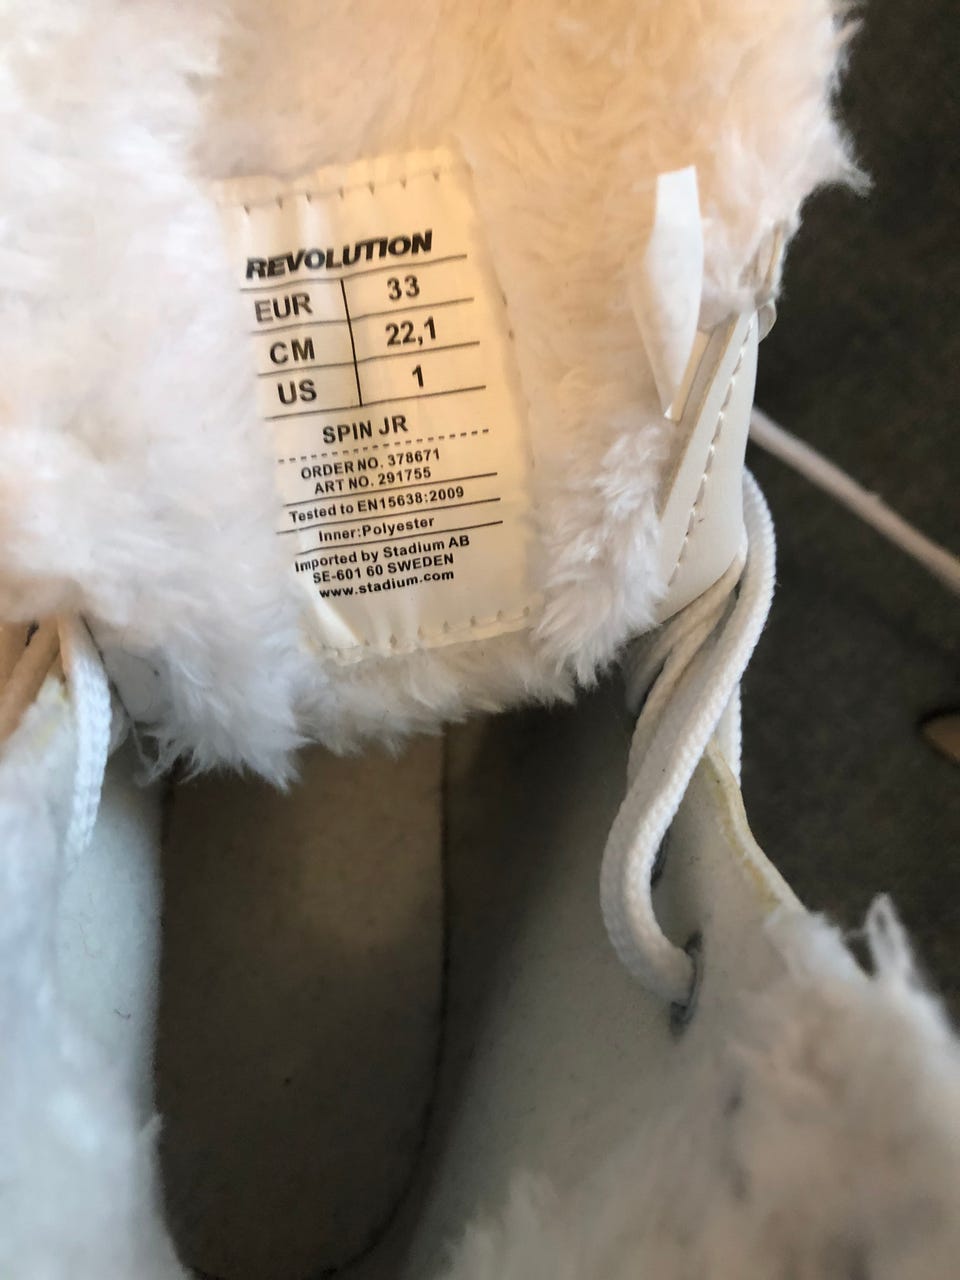 REVOLUTION
EUR 33
CM 22,1
US 1
SPIN JR
ORDER NO. 378671
ART NO. 291755
Tested to EN15638:2009
Inner:Polyester
Imported by Stadium AB
SE-601 60 SWEDEN
www.stadium.com